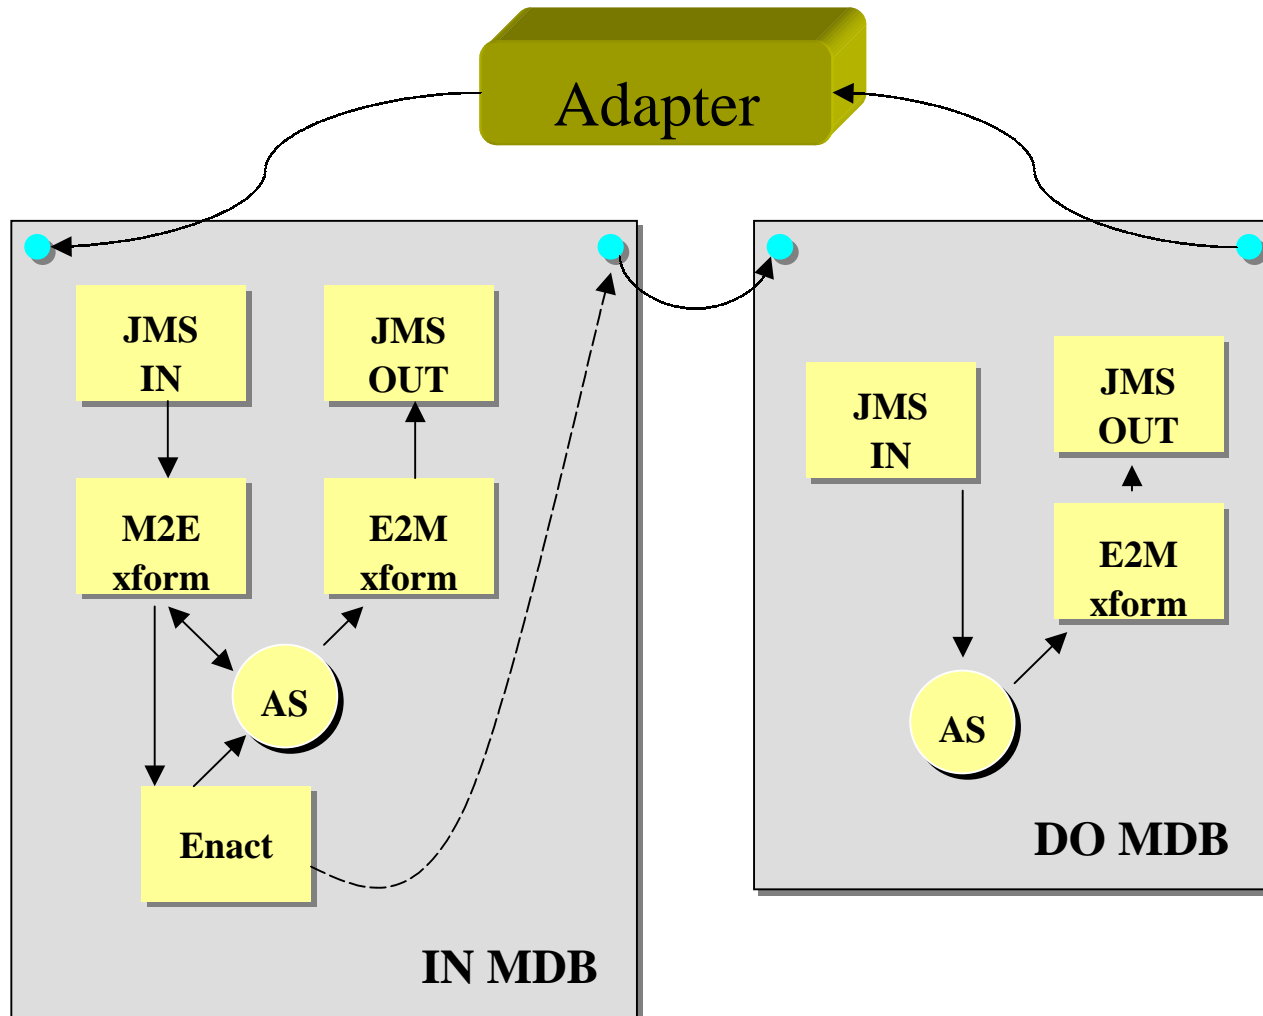 Adapter
JMS
IN
JMS
OUT
M2E
xform
E2M
xform
AS
Enact
IN MDB
JMS
IN
JMS
OUT
E2M
xform
AS
DO MDB